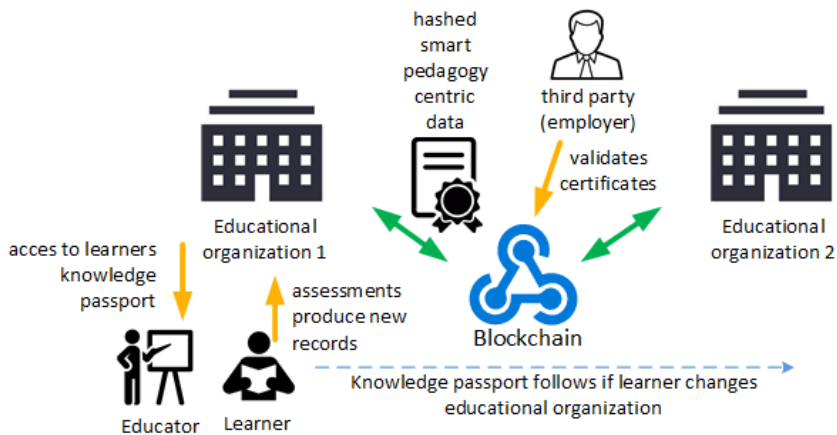 hashed
smart
pedagogy
centric
data
third party
(employer)
validates
certificates
Educational
organization 1
Educational
organization 2
acces to learners
knowledge
passport
assessments
produce new
records
Blockchain
Knowledge passport follows if learner changes
educational organization
Educator
Learner